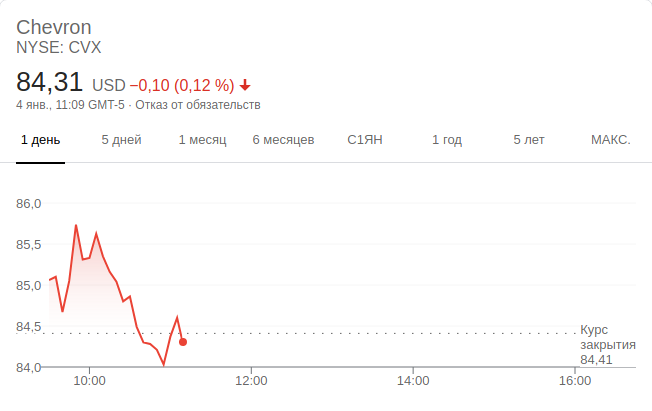 Chevron
NYSE: CVX
84,31 USD −0,10 (0,12 %)
4 янв., 11:09 GMT-5 · Отказ от обязательств
1 день 5 дней 1 месяц 6 месяцев С1ЯН 1 год 5 лет МАКС.
86,0
85,5
85,0
84,5
84,0
Курс
закрытия
84,41
10:00 12:00 14:00 16:00